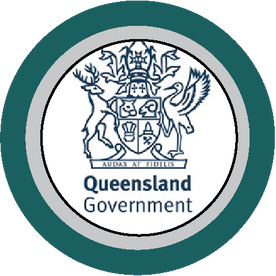 AUDAX AT FIDELIS
Queensland
Government